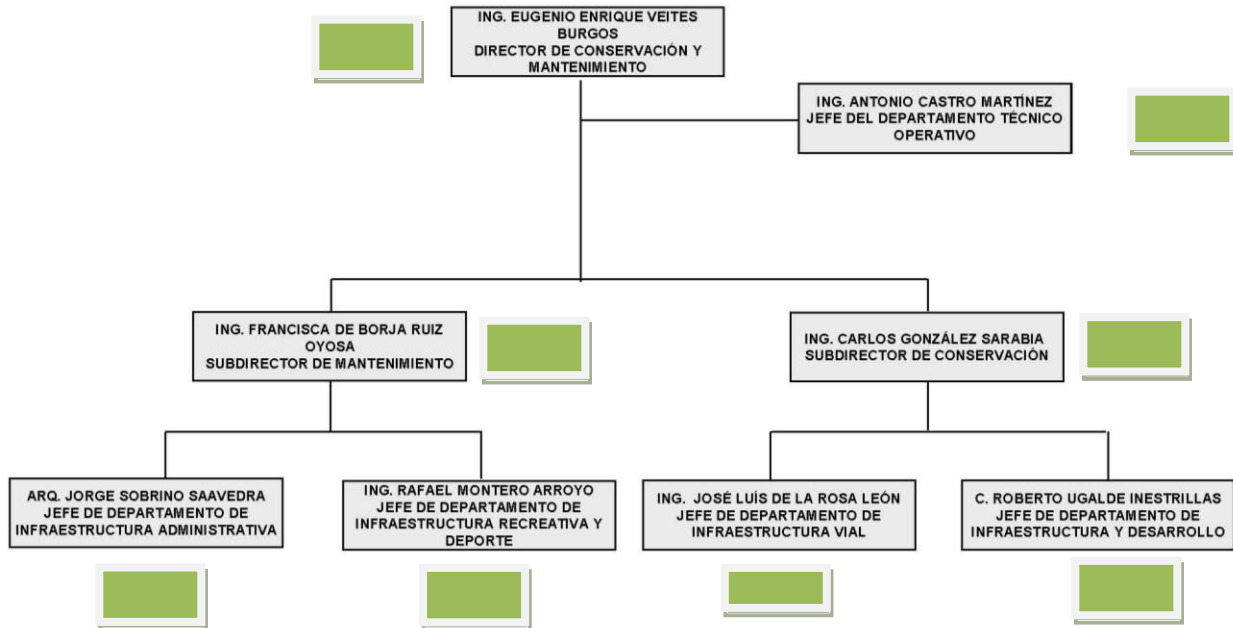 ING. EUGENIO ENRIQUE VEITES
BURGOS
DIRECTOR DE CONSERVACIÓN Y
MANTENIMIENTO
ING. ANTONIO CASTRO MARTÍNEZ
JEFE DEL DEPARTAMENTO TÉCNICO
OPERATIVO
ING. FRANCISCA DE BORJA RUIZ
OYOSA
SUBDIRECTOR DE MANTENIMIENTO
ING. CARLOS GONZÁLEZ SARABIA
SUBDIRECTOR DE CONSERVACIÓN
ARQ. JORGE SOBRINO SAAVEDRA
JEFE DE DEPARTAMENTO DE
INFRAESTRUCTURA ADMINISTRATIVA
ING. RAFAEL MONTERO ARROYO
JEFE DE DEPARTAMENTO DE
INFRAESTRUCTURA RECREATIVA Y
DEPORTE
ING. JOSÉ LUÍS DE LA ROSA LEÓN
JEFE DE DEPARTAMENTO DE
INFRAESTRUCTURA VIAL
C. ROBERTO UGALDE INESTRILLAS
JEFE DE DEPARTAMENTO DE
INFRAESTRUCTURA Y DESARROLLO